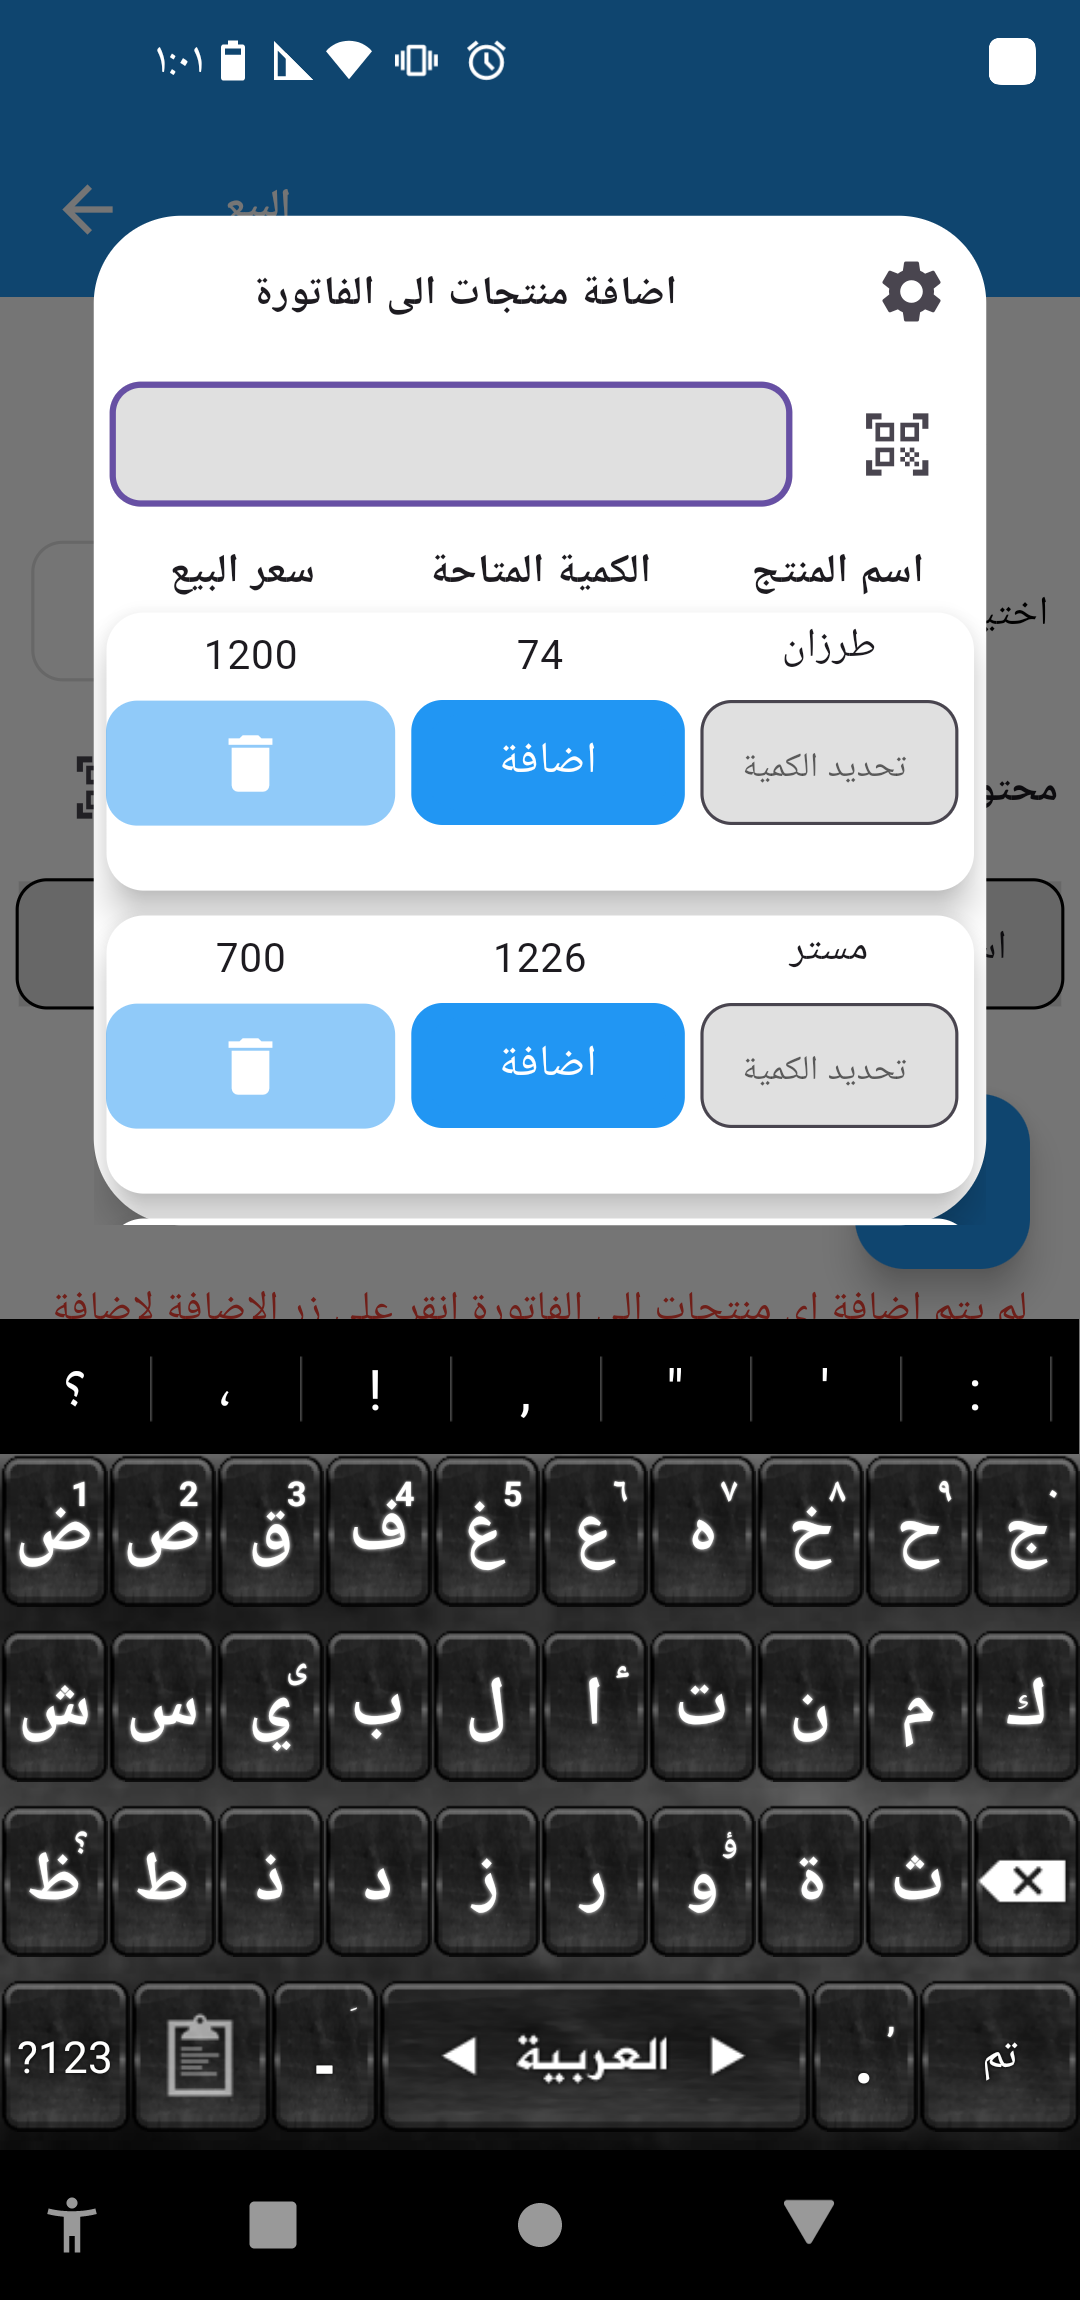 ١:٠١
البيع
اضافة منتجات الى الفاتورة
اسم المنتج الكمية المتاحة سعر البيع
طرزان 74 1200
تحديد الكمية اضافة
مستر 1226 700
تحديد الكمية اضافة
اختي
محتو
اس
لم يتم اضافة اي منتجات الى الفاتورة انقر على زر الاضافة لاضافة
؟ ، ! , " ' :
ض 1 ص 2 ق 3 ف 4 غ 5 ع ٦ ه ٧ خ ٨ ح ٩ ج ٠
ش س ي ى ب ل ا ء ت ن م ك
ظ ؟ ط ذ د ز ر و ؤ ة ث
?123 - العربية . تم